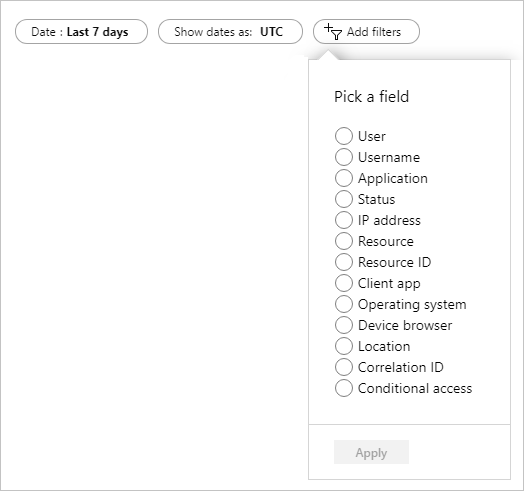 Date : Last 7 days
Show dates as: UTC
Add filters
Pick a field
User
Username
Application
Status
IP address
Resource
Resource ID
Client app
Operating system
Device browser
Location
Correlation ID
Conditional access
Apply